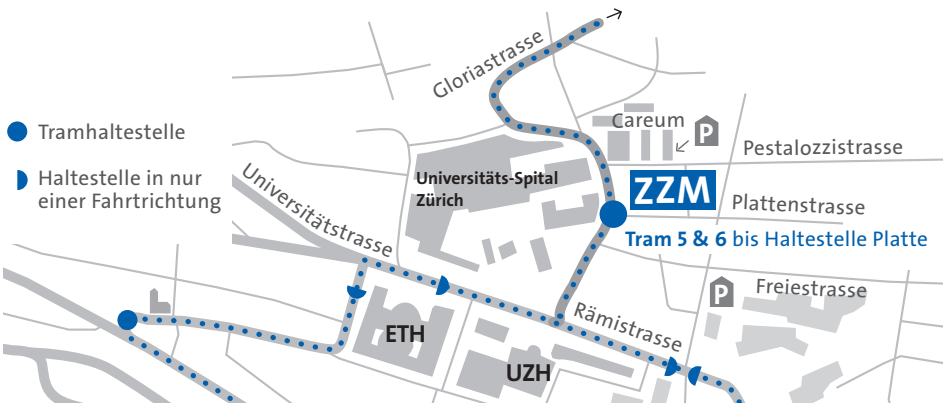 Gloriastrasse
Careum
P
Tramhaltestelle
Pestalozzistrasse
Haltestelle in nur
einer Fahrtrichtung
Universitäts-Spital
Zürich
ZZM
Plattenstrasse
Universitätstrasse
Tram 5 & 6 bis Haltestelle Platte
P
Freiestrasse
Rämistrasse
ETH
UZH